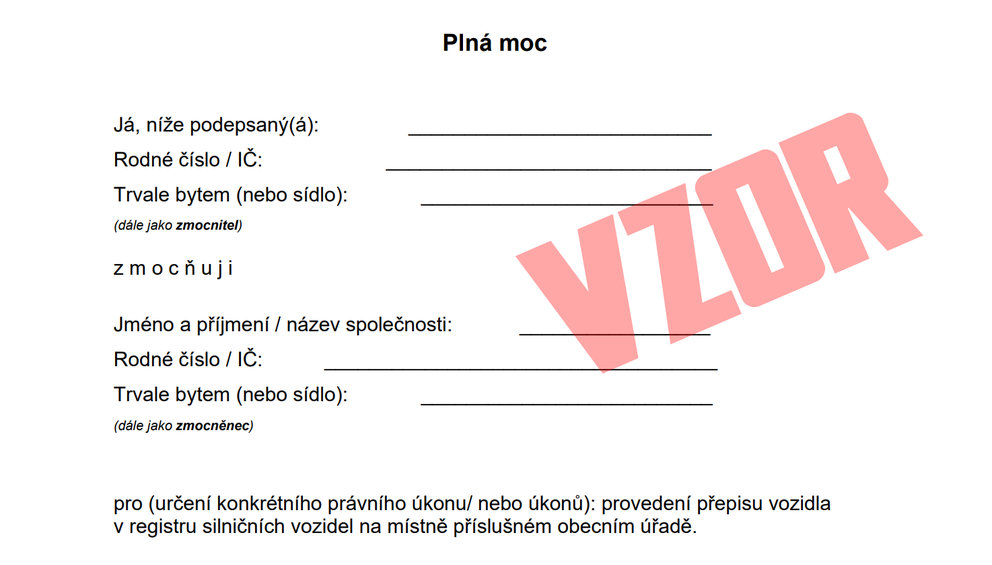 Plná moc
Já, níže podepsaný(á): ____________________________
Rodné číslo / IČ: ______________________________
Trvale bytem (nebo sídlo): ___________________________
(dále jako zmocnitel)
z m o c ň u j i
Jméno a příjmení / název společnosti: __________________
Rodné číslo / IČ: ____________________________________
Trvale bytem (nebo sídlo): ___________________________
(dále jako zmocněnec)
pro (určení konkrétního právního úkonu/ nebo úkonů): provedení přepisu vozidla
v registru silničních vozidel na místně příslušném obecním úřadě.
VZOR